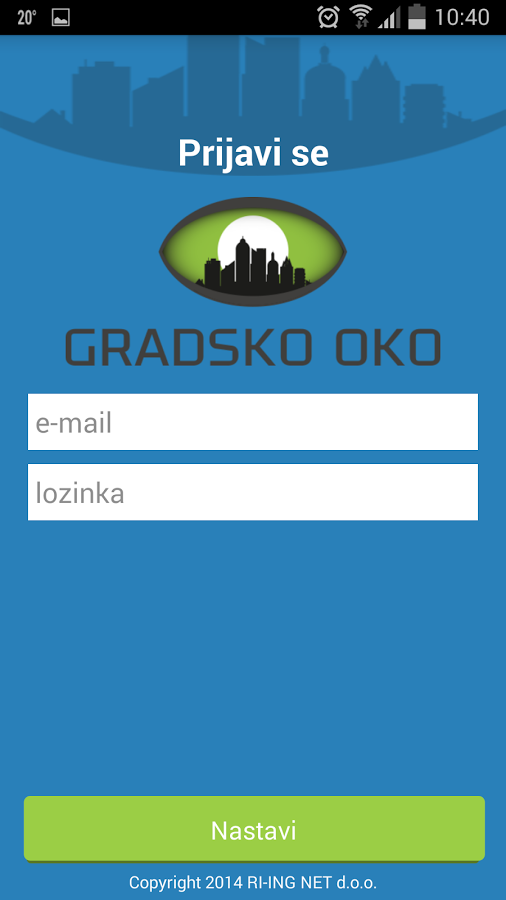 20°
10:40
Prijavi se
GRADSKO OKO
e-mail
lozinka
Nastavi
Copyright 2014 RI-ING NET d.o.o.